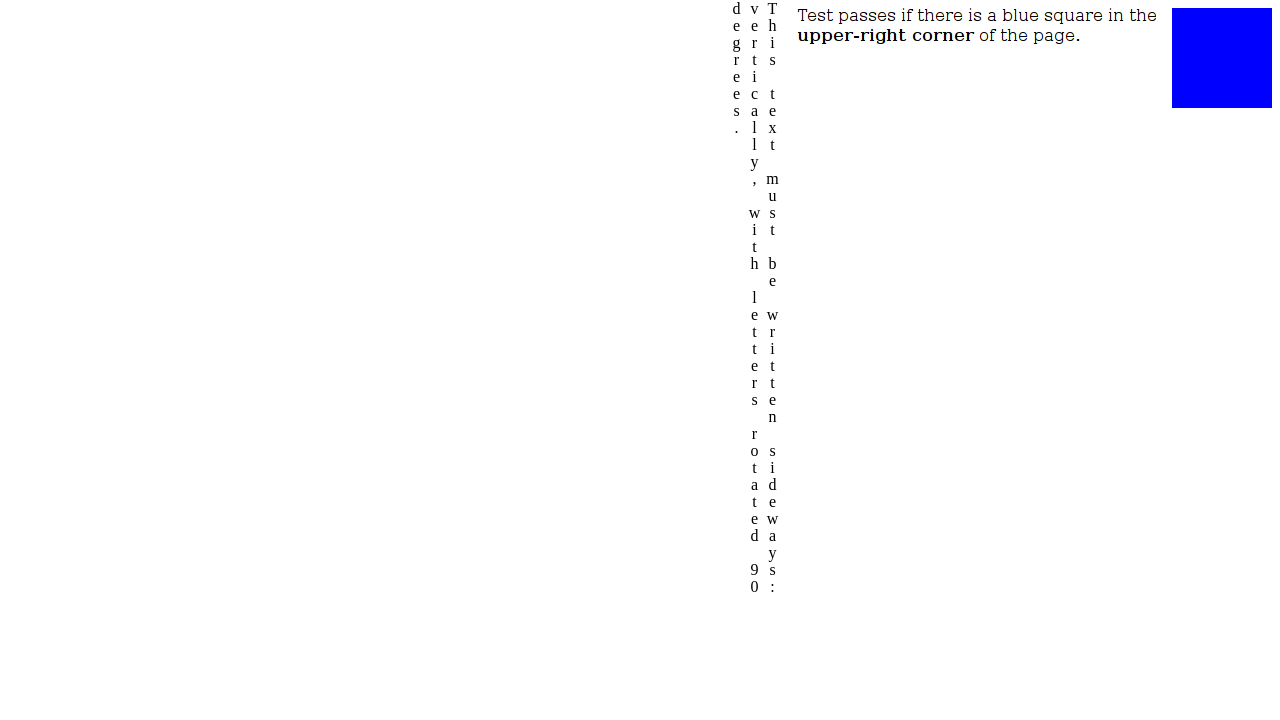 Test passes if there is a blue square in the
upper-right corner of the page.
This text must be written sideways:
vertically, with letters rotated 90
degrees.